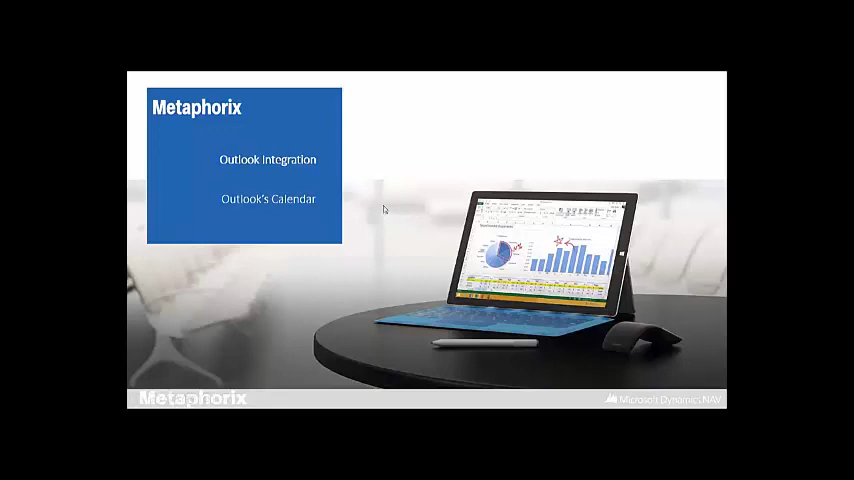 Metaphorix
Outlook Integration
Outlook's Calendar
Metaphorix
Microsoft Dynamics NAV